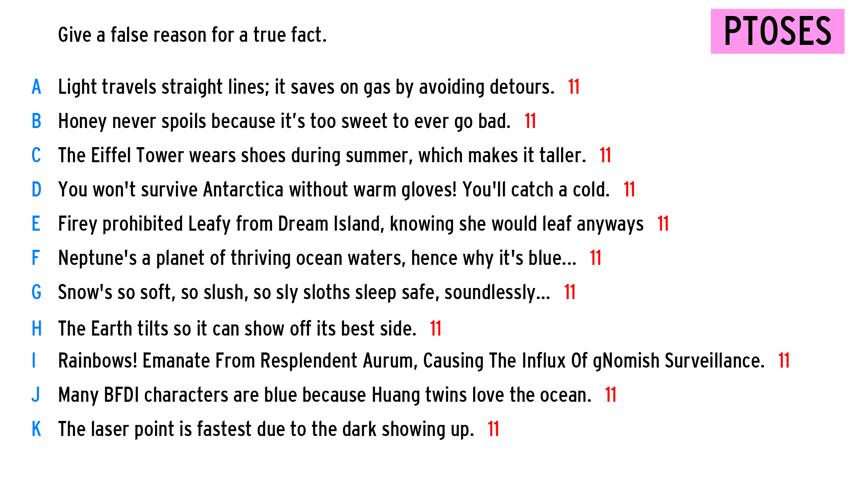 Give a false reason for a true fact.
PTOSES
A Light travels straight lines; it saves on gas by avoiding detours. 11
B Honey never spoils because it's too sweet to ever go bad. 11
C The Eiffel Tower wears shoes during summer, which makes it taller. 11
D You won't survive Antarctica without warm gloves! You'll catch a cold. 11
E Firey prohibited Leafy from Dream Island, knowing she would leaf anyways 11
F Neptune's a planet of thriving ocean waters, hence why it's blue... 11
G Snow's so soft, so slush, so sly sloths sleep safe, soundlessly... 11
H The Earth tilts so it can show off its best side. 11
I Rainbows! Emanate From Resplendent Aurum, Causing The Influx Of gNomish Surveillance. 11
J Many BFDI characters are blue because Huang twins love the ocean. 11
K The laser point is fastest due to the dark showing up. 11